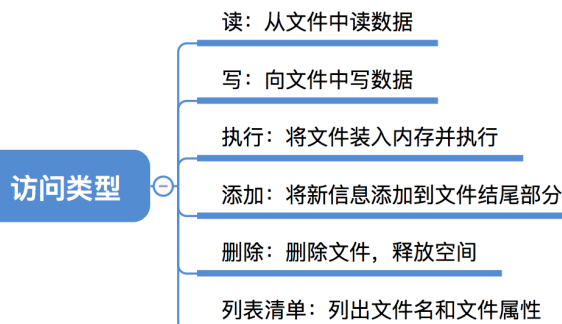 读：从文件中读数据
写：向文件中写数据
执行：将文件装入内存并执行
访问类型
添加：将新信息添加到文件结尾部分
删除：删除文件，释放空间
列表清单：列出文件名和文件属性